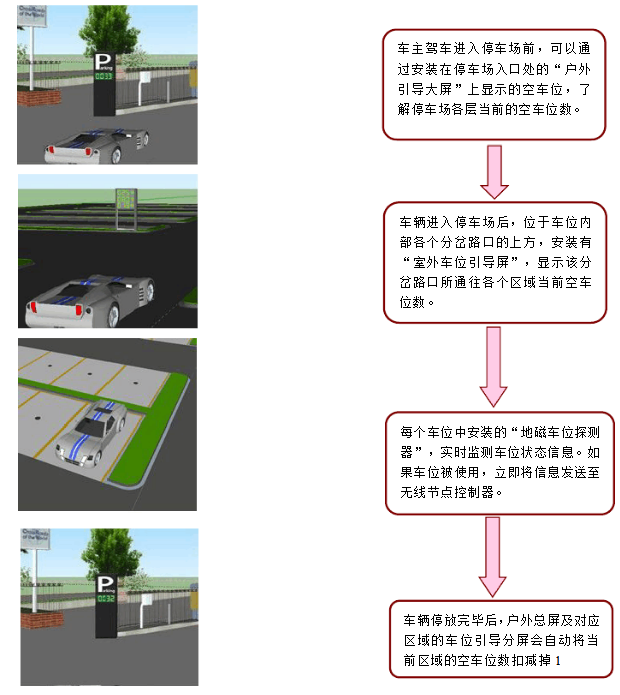 Crossroads
of the World
P
arking
0033
车主驾车进入停车场前，可以通
过安装在停车场入口处的“户外
引导大屏”上显示的空车位，了
解停车场各层当前的空车位数。
车辆进入停车场后，位于车位内
部各个分岔路口的上方，安装有
“室外车位引导屏”，显示该分
岔路口所通往各个区域当前空车
位数。
每个车位中安装的“地磁车位探测
器”，实时监测车位状态信息。如
果车位被使用，立即将信息发送至
无线节点控制器。
Crossroads
of the World
P
arking
0032
车辆停放完毕后，户外总屏及对应
区域的车位引导分屏会自动将当
前区域的空车位数扣减掉 1